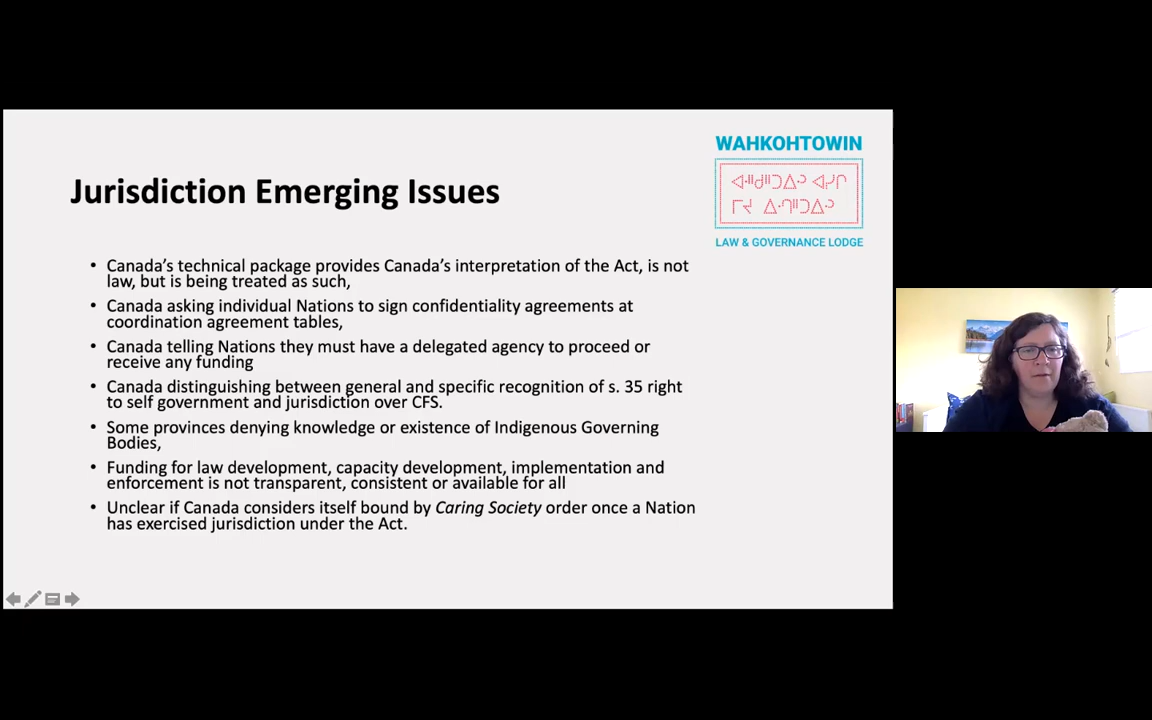 WAHKOHTOWIN
Jurisdiction Emerging Issues
LAW & GOVERNANCE LODGE
• Canada’s technical package provides Canada’s interpretation of the Act, is not
law, but is being treated as such,
• Canada asking individual Nations to sign confidentiality agreements at
coordination agreement tables,
• Canada telling Nations they must have a delegated agency to proceed or
receive any funding
• Canada distinguishing between general and specific recognition of s. 35 right
to self government and jurisdiction over CFS.
• Some provinces denying knowledge or existence of Indigenous Governing
Bodies,
• Funding for law development, capacity development, implementation and
enforcement is not transparent, consistent or available for all
• Unclear if Canada considers itself bound by Caring Society order once a Nation
has exercised jurisdiction under the Act.